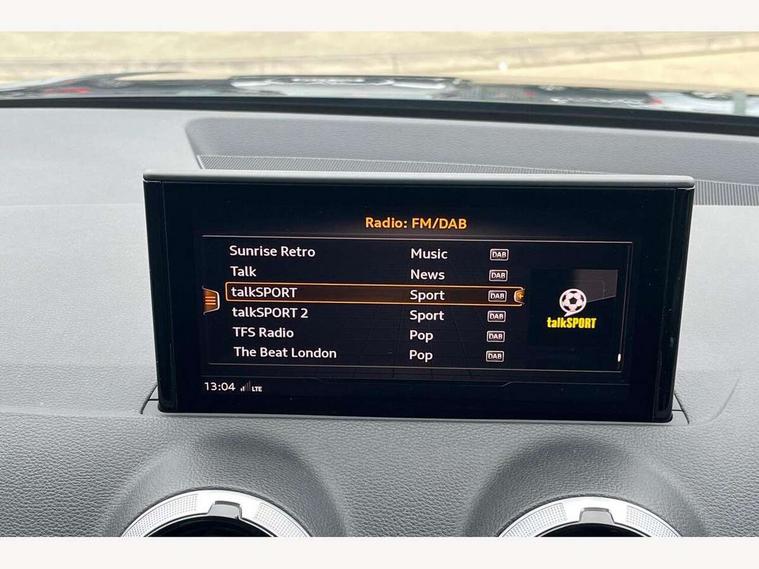 Radio: FM/DAB
Sunrise Retro Music DAB
Talk News DAB
talkSPORT Sport DAB
talkSPORT 2 Sport DAB
TFS Radio Pop DAB
The Beat London Pop DAB
talkSPORT
13:04 LTE